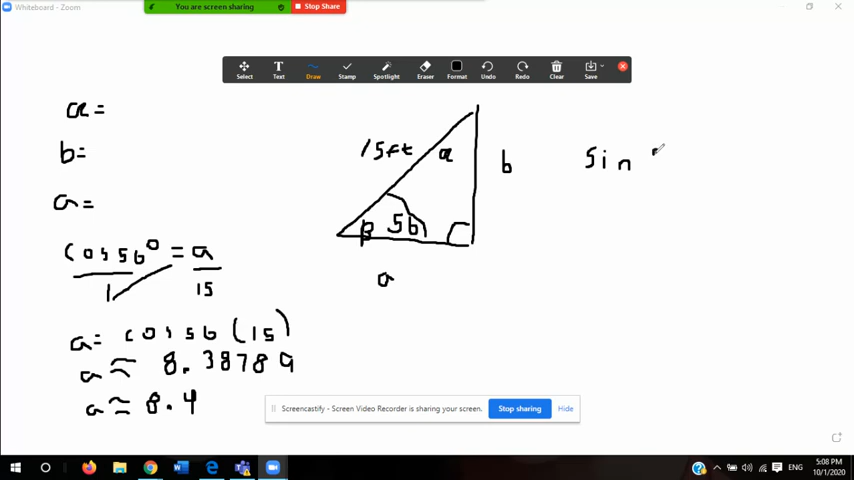 Whiteboard - Zoom
You are screen sharing
Stop Share
Select Text Draw Stamp Spotlight Eraser Format Undo Redo Clear Save
a =
b =
a =
cos 56° = a
1 15
a = cos 56 (15)
a ≈ 8.38789
a ≈ 8.4
15ft
α
b
β 56
a
sin
Screencastify - Screen Video Recorder is sharing your screen. Stop sharing Hide
ENG
5:08 PM
10/1/2020